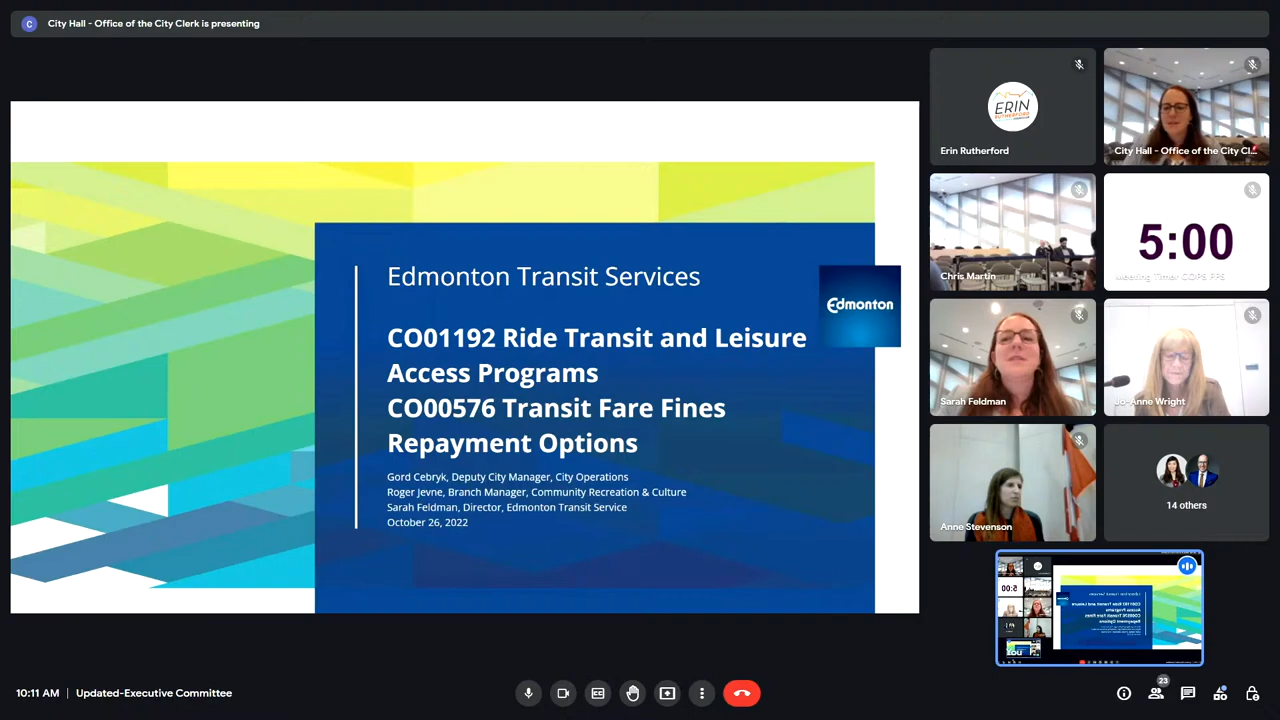 C
City Hall - Office of the City Clerk is presenting
Edmonton Transit Services
CO01192 Ride Transit and Leisure
Access Programs
CO00576 Transit Fare Fines
Repayment Options
Gord Cebryk, Deputy City Manager, City Operations
Roger Jevne, Branch Manager, Community Recreation & Culture
Sarah Feldman, Director, Edmonton Transit Service
October 26, 2022
Edmonton
ERIN
RUTHERFORD
Erin Rutherford
City Hall - Office of the City Cl...
Chris Martin
5:00
Meeting Timer COPS FFS
Sarah Feldman
Jo-Anne Wright
Anne Stevenson
14 others
10:11 AM | Updated-Executive Committee
23